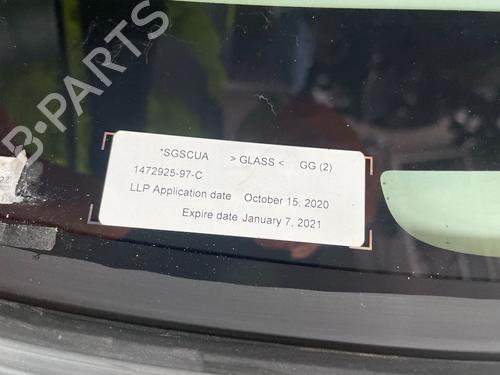 B-PARTS
*SGSCUA > GLASS < GG (2)
1472925-97-C
LLP Application date October 15, 2020
Expire date January 7, 2021